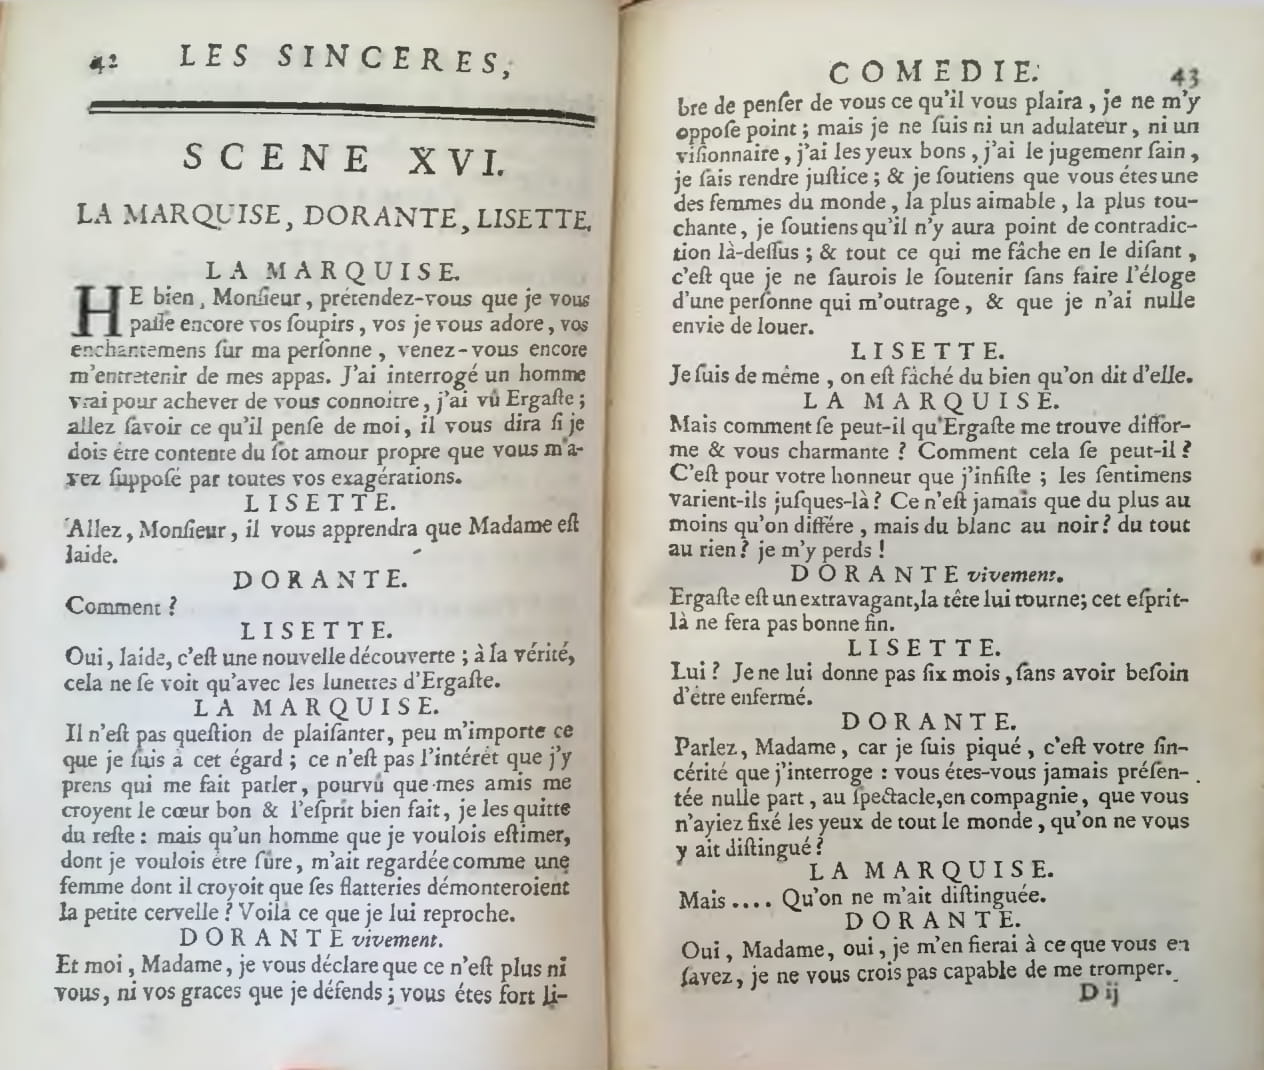 42 LES SINCERES,
SCENE XVI.
LA MARQUISE, DORANTE, LISETTE.
LA MARQUISE.
HE bien, Monſieur, prétendez-vous que je vous
paſſe encore vos ſoupirs, vos je vous adore, vos
enchantemens ſur ma perſonne, venez-vous encore
m'entretenir de mes appas. J'ai interrogé un homme
vrai pour achever de vous connoitre, j'ai vû Ergaſte;
allez ſavoir ce qu'il penſe de moi, il vous dira ſi je
dois étre contente du ſot amour propre que vous m'a-
vez ſuppoſé par toutes vos exagérations.
LISETTE.
Allez, Monſieur, il vous apprendra que Madame eſt
laide.
DORANTE.
Comment ?
LISETTE.
Oui, laide, c'eſt une nouvelle découverte ; à la vérité,
cela ne ſe voit qu'avec les lunettes d'Ergaſte.
LA MARQUISE.
Il n'eſt pas queſtion de plaiſanter, peu m'importe ce
que je ſuis à cet égard ; ce n'eſt pas l'intérêt que j'y
prens qui me fait parler, pourvû que mes amis me
croyent le cœur bon & l'eſprit bien fait, je les quitte
du reſte : mais qu'un homme que je voulois eſtimer,
dont je voulois être ſûre, m'ait regardée comme une
femme dont il croyoit que ſes flatteries démonteroient
la petite cervelle ? Voilà ce que je lui reproche.
DORANTE vivement.
Et moi, Madame, je vous déclare que ce n'eſt plus ni
vous, ni vos graces que je défends ; vous étes fort li-
COMEDIE. 43
bre de penſer de vous ce qu'il vous plaira, je ne m'y
oppoſe point ; mais je ne ſuis ni un adulateur, ni un
viſionnaire, j'ai les yeux bons, j'ai le jugemenr ſain,
je ſais rendre juſtice ; & je ſoutiens que vous étes une
des femmes du monde, la plus aimable, la plus tou-
chante, je ſoutiens qu'il n'y aura point de contradic-
tion là-deſſus ; & tout ce qui me fâche en le diſant,
c'eſt que je ne ſaurois le ſoutenir ſans faire l'éloge
d'une perſonne qui m'outrage, & que je n'ai nulle
envie de louer.
LISETTE.
Je ſuis de même, on eſt fâché du bien qu'on dit d'elle.
LA MARQUISE.
Mais comment ſe peut-il qu'Ergaſte me trouve diffor-
me & vous charmante ? Comment cela ſe peut-il ?
C'eſt pour votre honneur que j'inſiſte ; les ſentimens
varient-ils juſques-là ? Ce n'eſt jamais que du plus au
moins qu'on différe, mais du blanc au noir ? du tout
au rien ? je m'y perds !
DORANTE vivement.
Ergaſte eſt un extravagant, la tête lui tourne; cet eſprit-
là ne fera pas bonne fin.
LISETTE.
Lui ? Je ne lui donne pas ſix mois, ſans avoir beſoin
d'être enfermé.
DORANTE.
Parlez, Madame, car je ſuis piqué, c'eſt votre ſin-
cérité que j'interroge : vous étes-vous jamais préſen-
tée nulle part, au ſpectacle, en compagnie, que vous
n'ayiez fixé les yeux de tout le monde, qu'on ne vous
y ait diſtingué ?
LA MARQUISE.
Mais .... Qu'on ne m'ait diſtinguée.
DORANTE.
Oui, Madame, oui, je m'en fierai à ce que vous en
ſavez, je ne vous crois pas capable de me tromper.
D ij